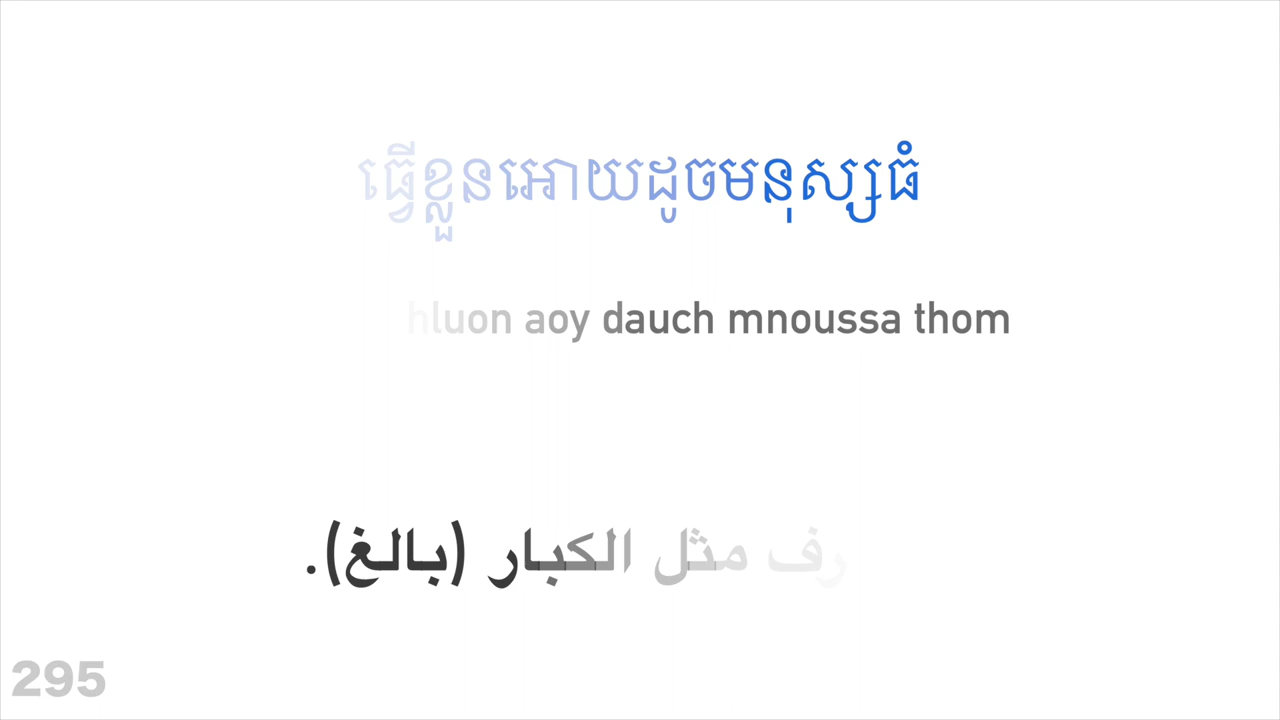 ធ្វើខ្លួនអោយដូចមនុស្សធំ
hluon aoy dauch mnoussa thom
رف مثل الكبار (بالغ).
295